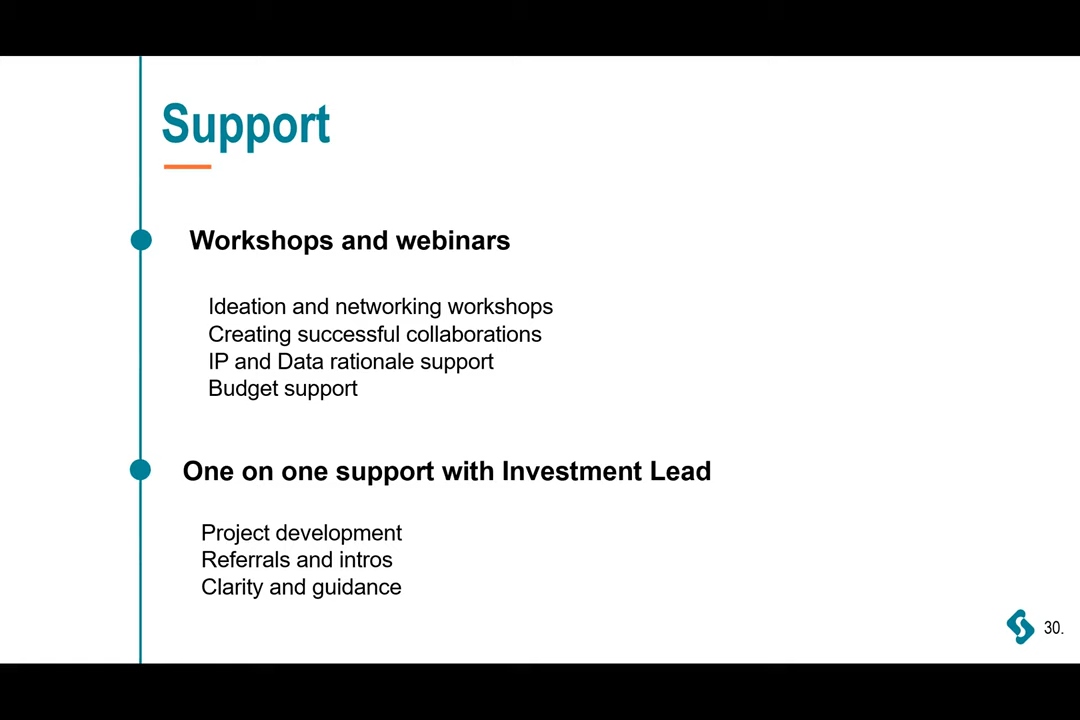 Support
Workshops and webinars
Ideation and networking workshops
Creating successful collaborations
IP and Data rationale support
Budget support
One on one support with Investment Lead
Project development
Referrals and intros
Clarity and guidance
30.